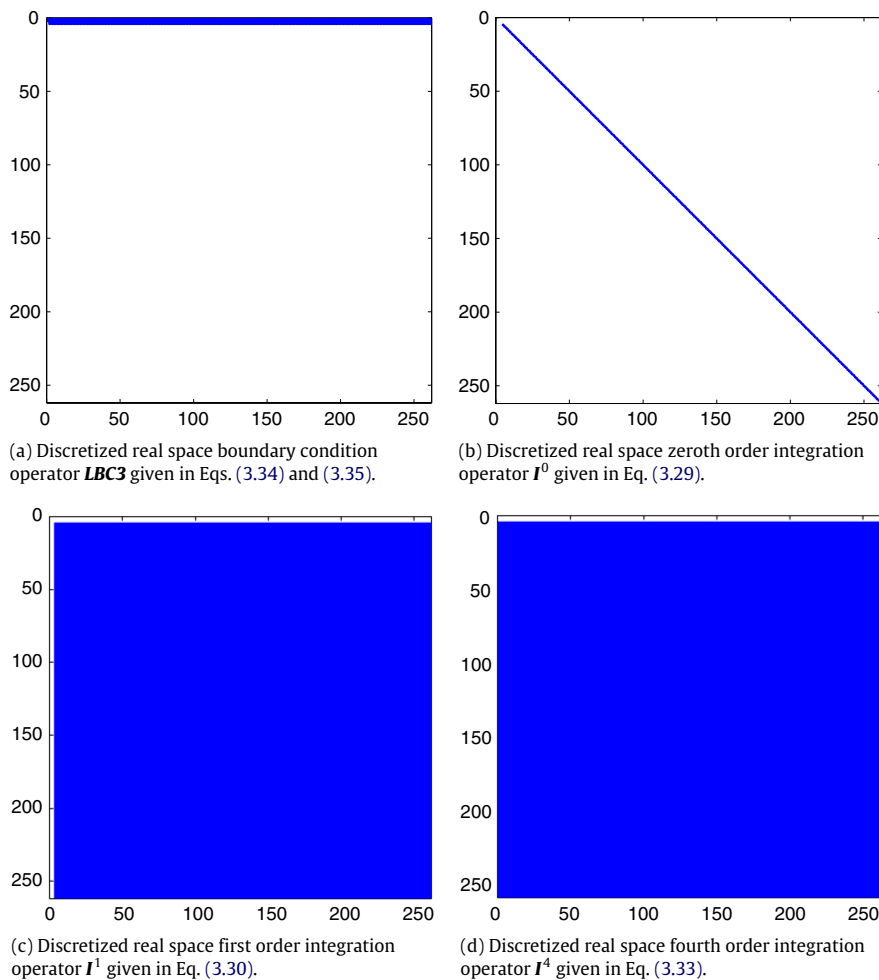 0
50
100
150
200
250
0 50 100 150 200 250
(a) Discretized real space boundary condition
operator LBC3 given in Eqs. (3.34) and (3.35).
0
50
100
150
200
250
0 50 100 150 200 250
(b) Discretized real space zeroth order integration
operator I⁰ given in Eq. (3.29).
0
50
100
150
200
250
0 50 100 150 200 250
(c) Discretized real space first order integration
operator I¹ given in Eq. (3.30).
0
50
100
150
200
250
0 50 100 150 200 250
(d) Discretized real space fourth order integration
operator I⁴ given in Eq. (3.33).